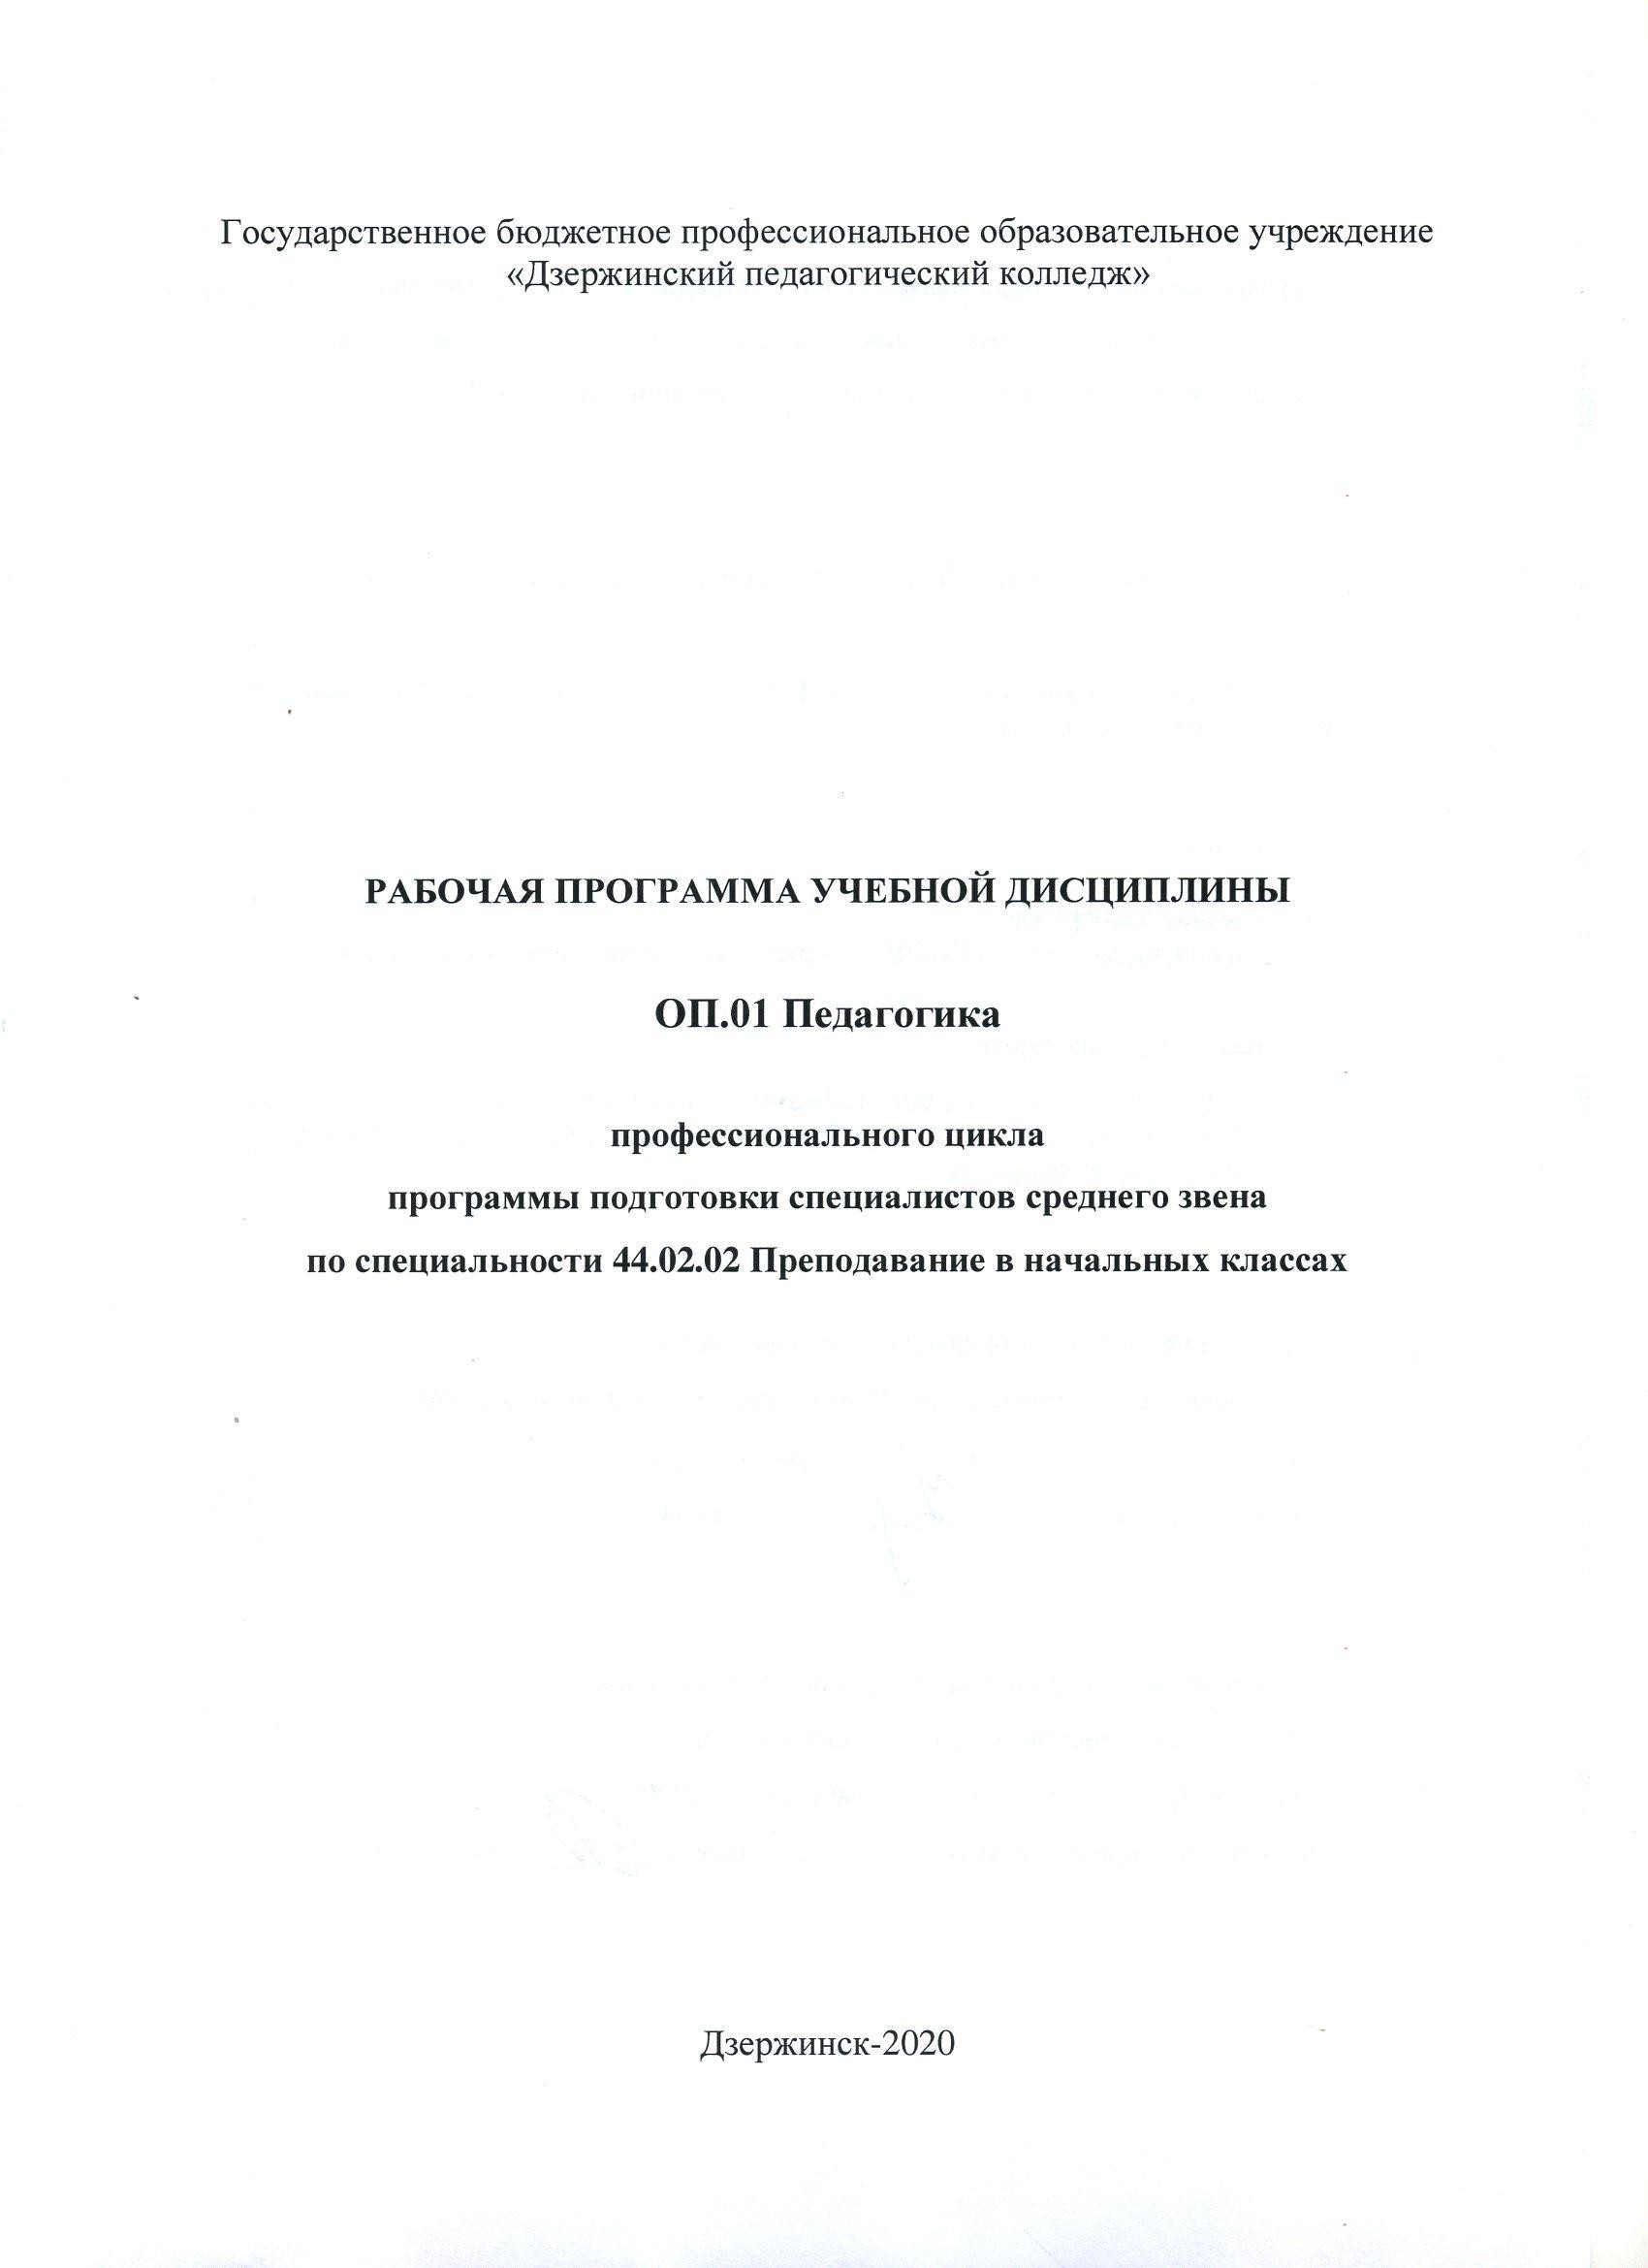 Государственное бюджетное профессиональное образовательное учреждение
«Дзержинский педагогический колледж»
РАБОЧАЯ ПРОГРАММА УЧЕБНОЙ ДИСЦИПЛИНЫ
ОП.01 Педагогика
профессионального цикла
программы подготовки специалистов среднего звена
по специальности 44.02.02 Преподавание в начальных классах
Дзержинск-2020